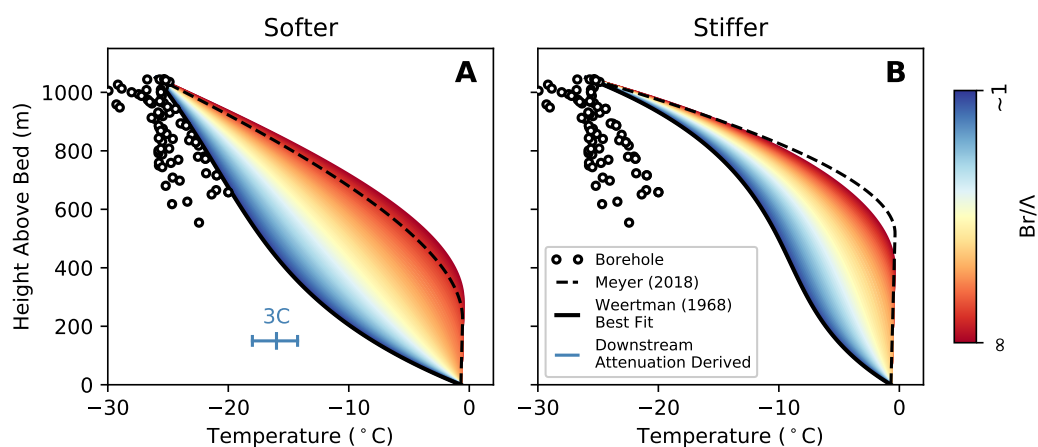 Softer
Stiffer
A
B
Height Above Bed (m)
1000
800
600
400
200
0
3C
−30
−20
−10
0
Temperature (°C)
−30
−20
−10
0
Temperature (°C)
Borehole
Meyer (2018)
Weertman (1968)
Best Fit
Downstream
Attenuation Derived
~1
Br/Λ
∞